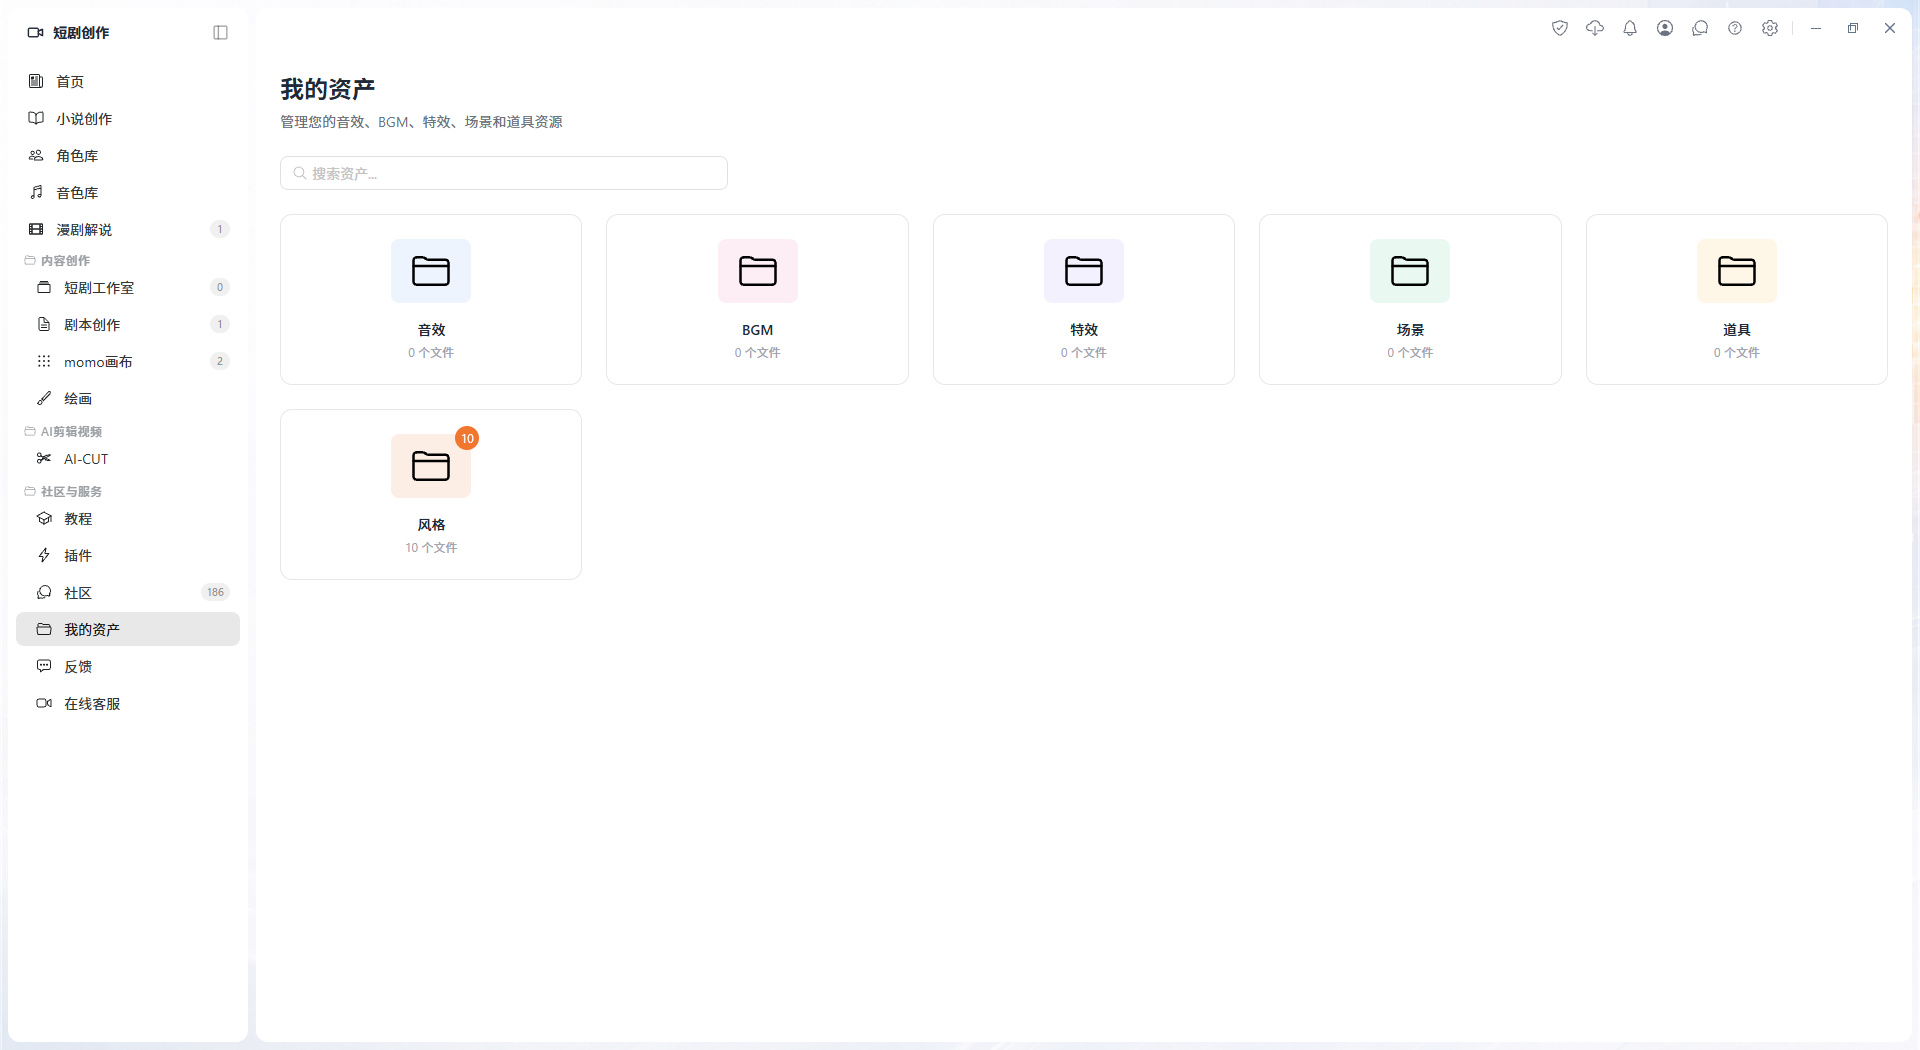 短剧创作
首页
小说创作
角色库
音色库
漫剧解说 1
内容创作
短剧工作室 0
剧本创作 1
momo画布 2
绘画
AI剪辑视频
AI-CUT
社区与服务
教程
插件
社区 186
我的资产
反馈
在线客服
我的资产
管理您的音效、BGM、特效、场景和道具资源
搜索资产...
音效
0 个文件
BGM
0 个文件
特效
0 个文件
场景
0 个文件
道具
0 个文件
10
风格
10 个文件